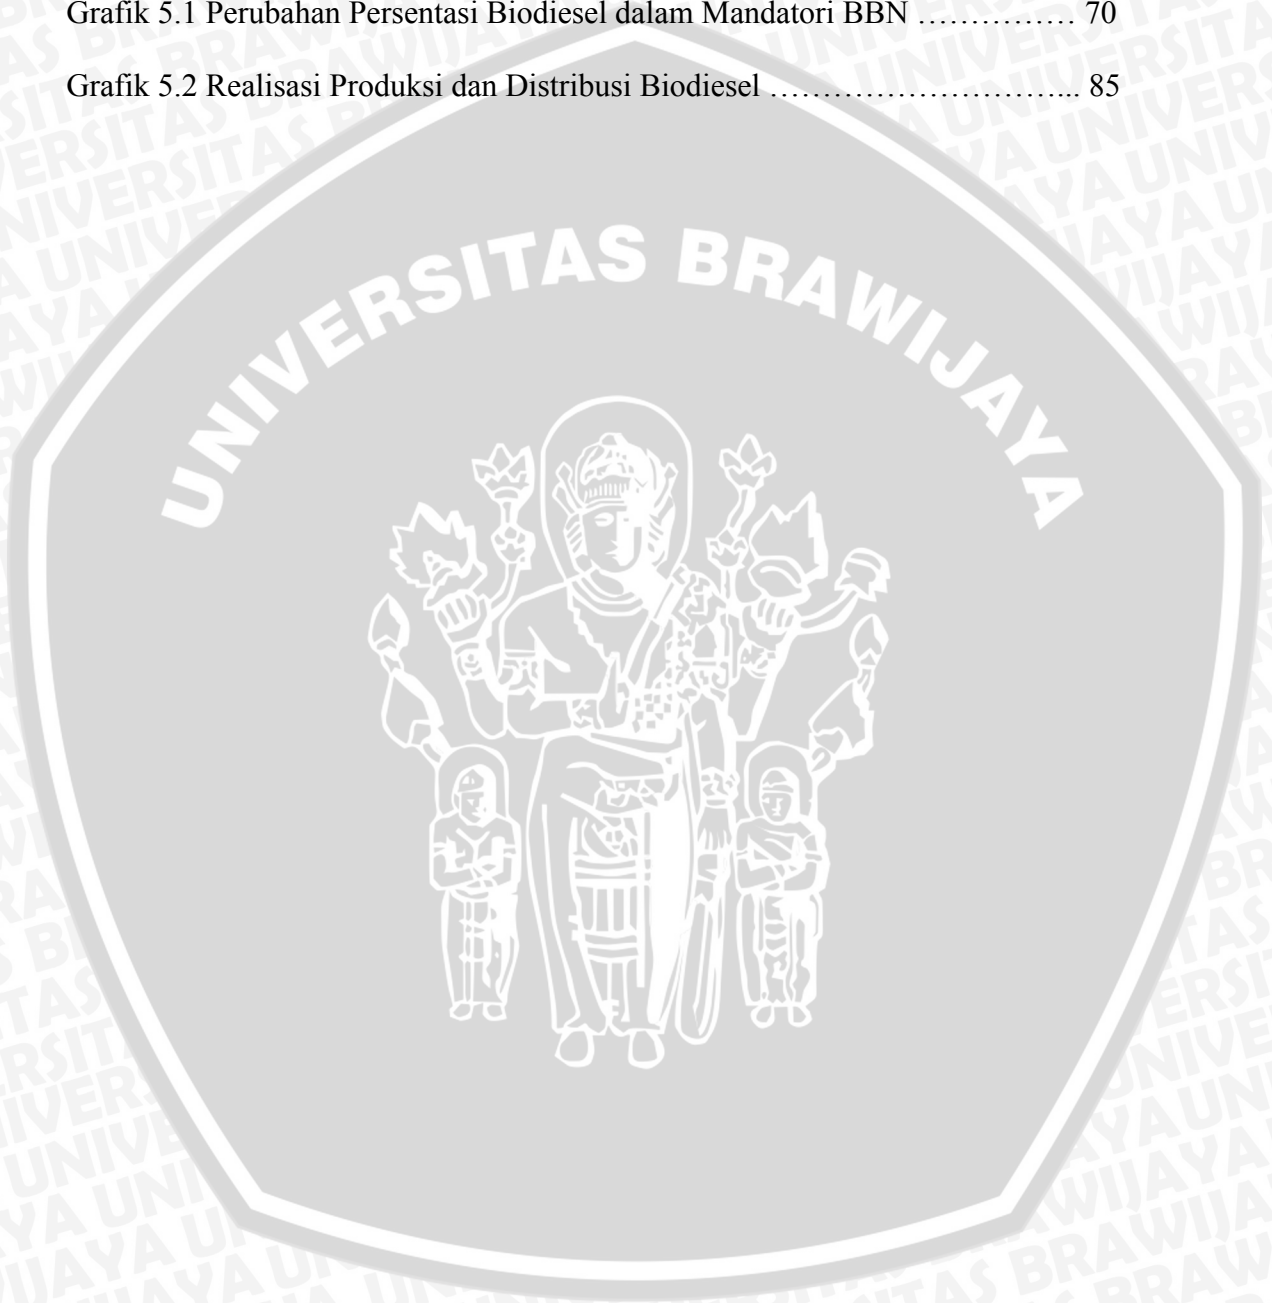 Grafik 5.1 Perubahan Persentasi Biodiesel dalam Mandatori BBN …………… 70
Grafik 5.2 Realisasi Produksi dan Distribusi Biodiesel ………………………... 85
UNIVERSITAS BRAWIJAYA